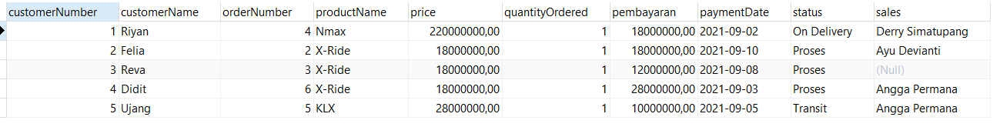 customerNumber customerName orderNumber productName price quantityOrdered pembayaran paymentDate status sales
1 Riyan 4 Nmax 220000000,00 1 18000000,00 2021-09-02 On Delivery Derry Simatupang
2 Felia 2 X-Ride 18000000,00 1 18000000,00 2021-09-10 Proses Ayu Devianti
3 Reva 3 X-Ride 18000000,00 1 12000000,00 2021-09-08 Proses (Null)
4 Didit 6 X-Ride 18000000,00 1 28000000,00 2021-09-03 Proses Angga Permana
5 Ujang 5 KLX 28000000,00 1 10000000,00 2021-09-05 Transit Angga Permana